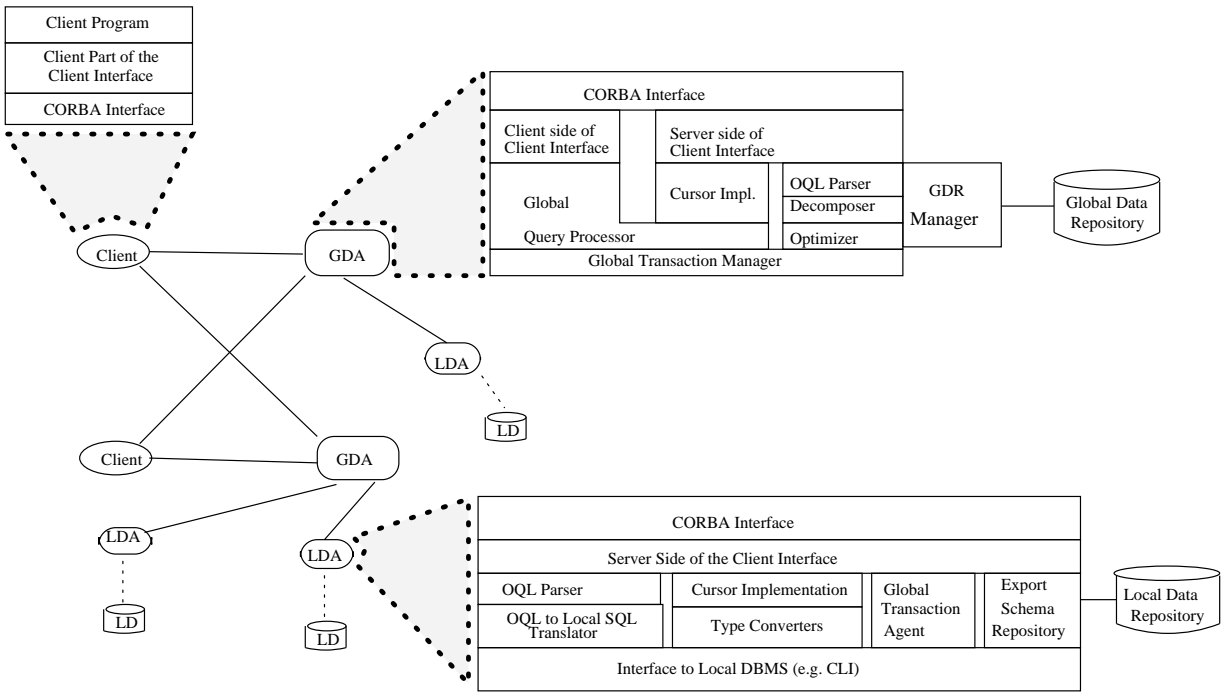 Client Program
Client Part of the
Client Interface
CORBA Interface
CORBA Interface
Client side of
Client Interface
Server side of
Client Interface
Global
Query Processor
Cursor Impl.
OQL Parser
Decomposer
Optimizer
GDR
Manager
Global Data
Repository
Global Transaction Manager
Client
GDA
LDA
LD
Client
GDA
LDA
LD
LDA
LD
CORBA Interface
Server Side of the Client Interface
OQL Parser
OQL to Local SQL
Translator
Cursor Implementation
Type Converters
Global
Transaction
Agent
Export
Schema
Repository
Local Data
Repository
Interface to Local DBMS (e.g. CLI)